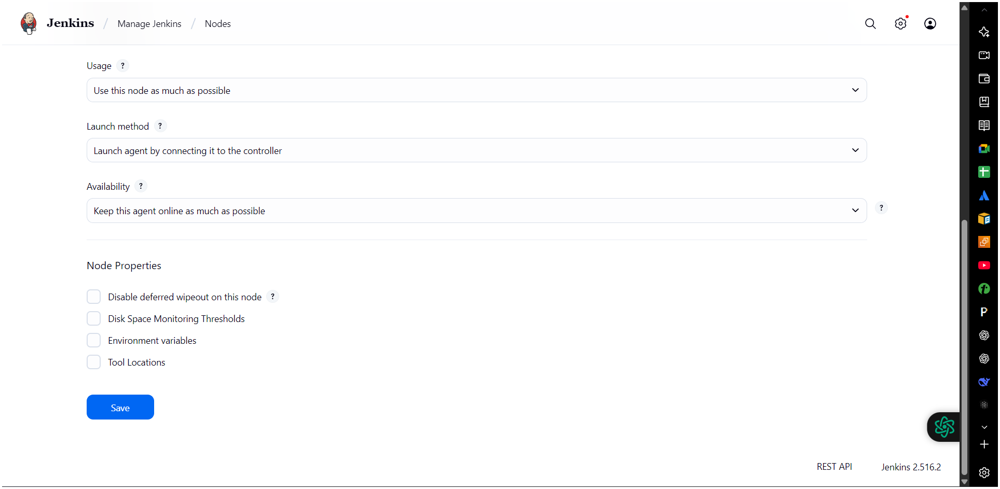 Jenkins / Manage Jenkins / Nodes
Usage ?
Use this node as much as possible
Launch method ?
Launch agent by connecting it to the controller
Availability ?
Keep this agent online as much as possible
?
Node Properties
Disable deferred wipeout on this node ?
Disk Space Monitoring Thresholds
Environment variables
Tool Locations
Save
REST API Jenkins 2.516.2
P